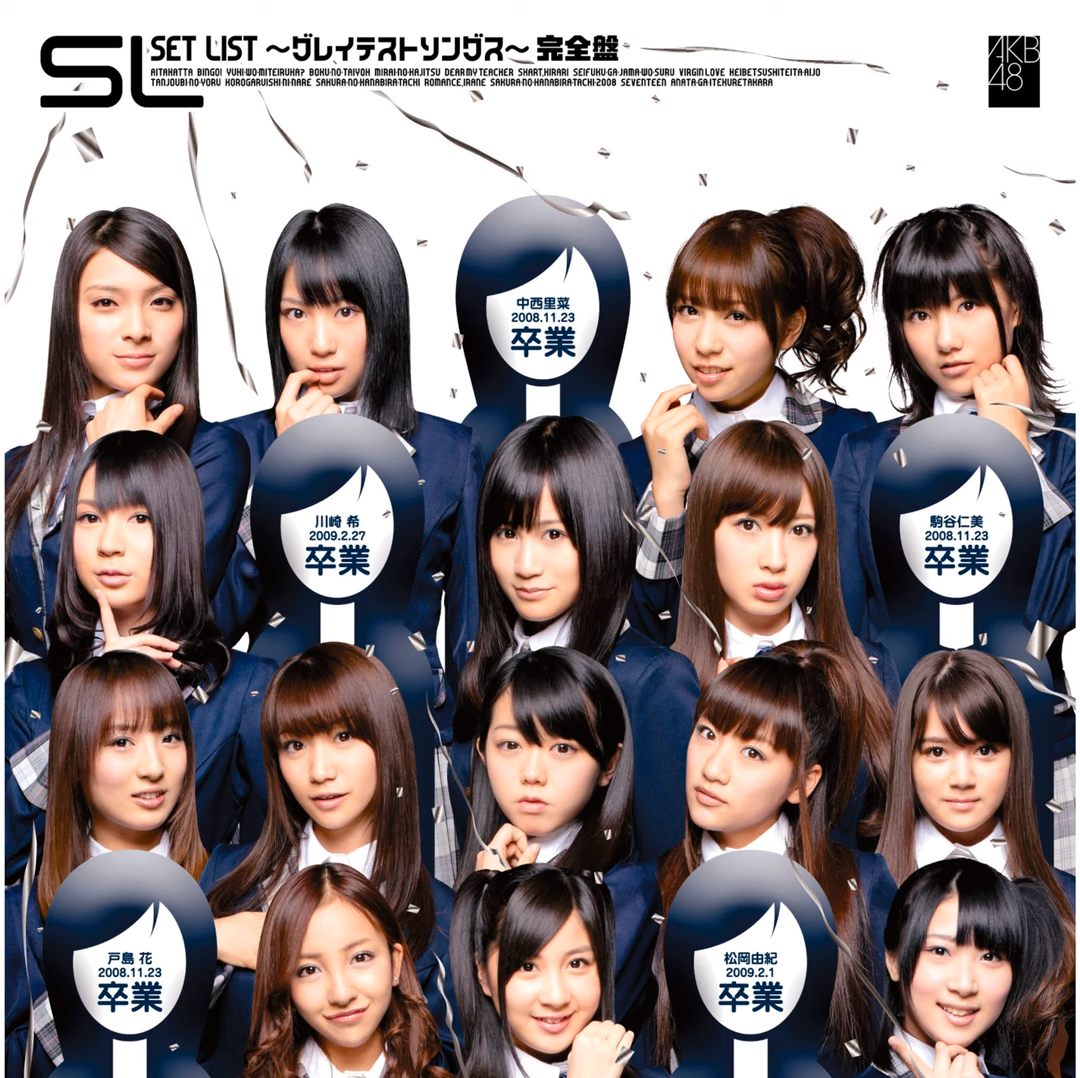 SL
SET LIST 〜グレイテストソングス〜 完全盤
AITAKATTA BINGO! YUKI-WO-MITEIRUKA? BOKU-NO-TAIYOH MIRAI-NO-KAJITSU DEAR MY TEACHER SKART,HIRARI SEIFUKU-GA-JAMA-WO-SURU VIRGIN LOVE KEIBETSUSHITEITA-AIJO
TANJOUBI-NO-YORU KOROGARUISHI-NI-NARE SAKURA-NO-HANABIRATACHI ROMANCE,IRANE SAKURA-NO-HANABIRATACHI-2008 SEVENTEEN ANATA-GA-ITEKURETAKARA
AKB
48
中西里菜
2008.11.23
卒業
川崎 希
2009.2.27
卒業
駒谷仁美
2008.11.23
卒業
戸島 花
2008.11.23
卒業
松岡由紀
2009.2.1
卒業